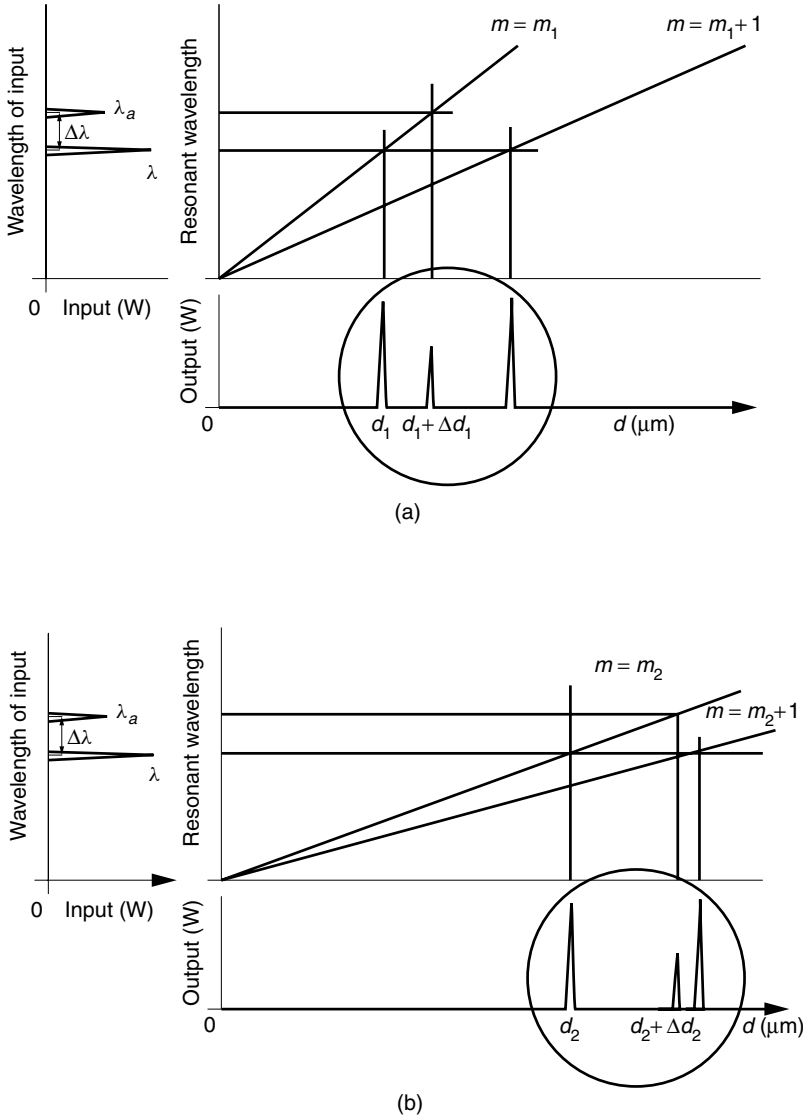 m = m1
m = m1+1
Wavelength of input
λa
Δλ
λ
Resonant wavelength
0
Input (W)
Output (W)
0
d1
d1+ Δd1
d (μm)
(a)
Wavelength of input
λa
Δλ
λ
Resonant wavelength
m = m2
m = m2+1
0
Input (W)
Output (W)
0
d2
d2+ Δd2
d (μm)
(b)